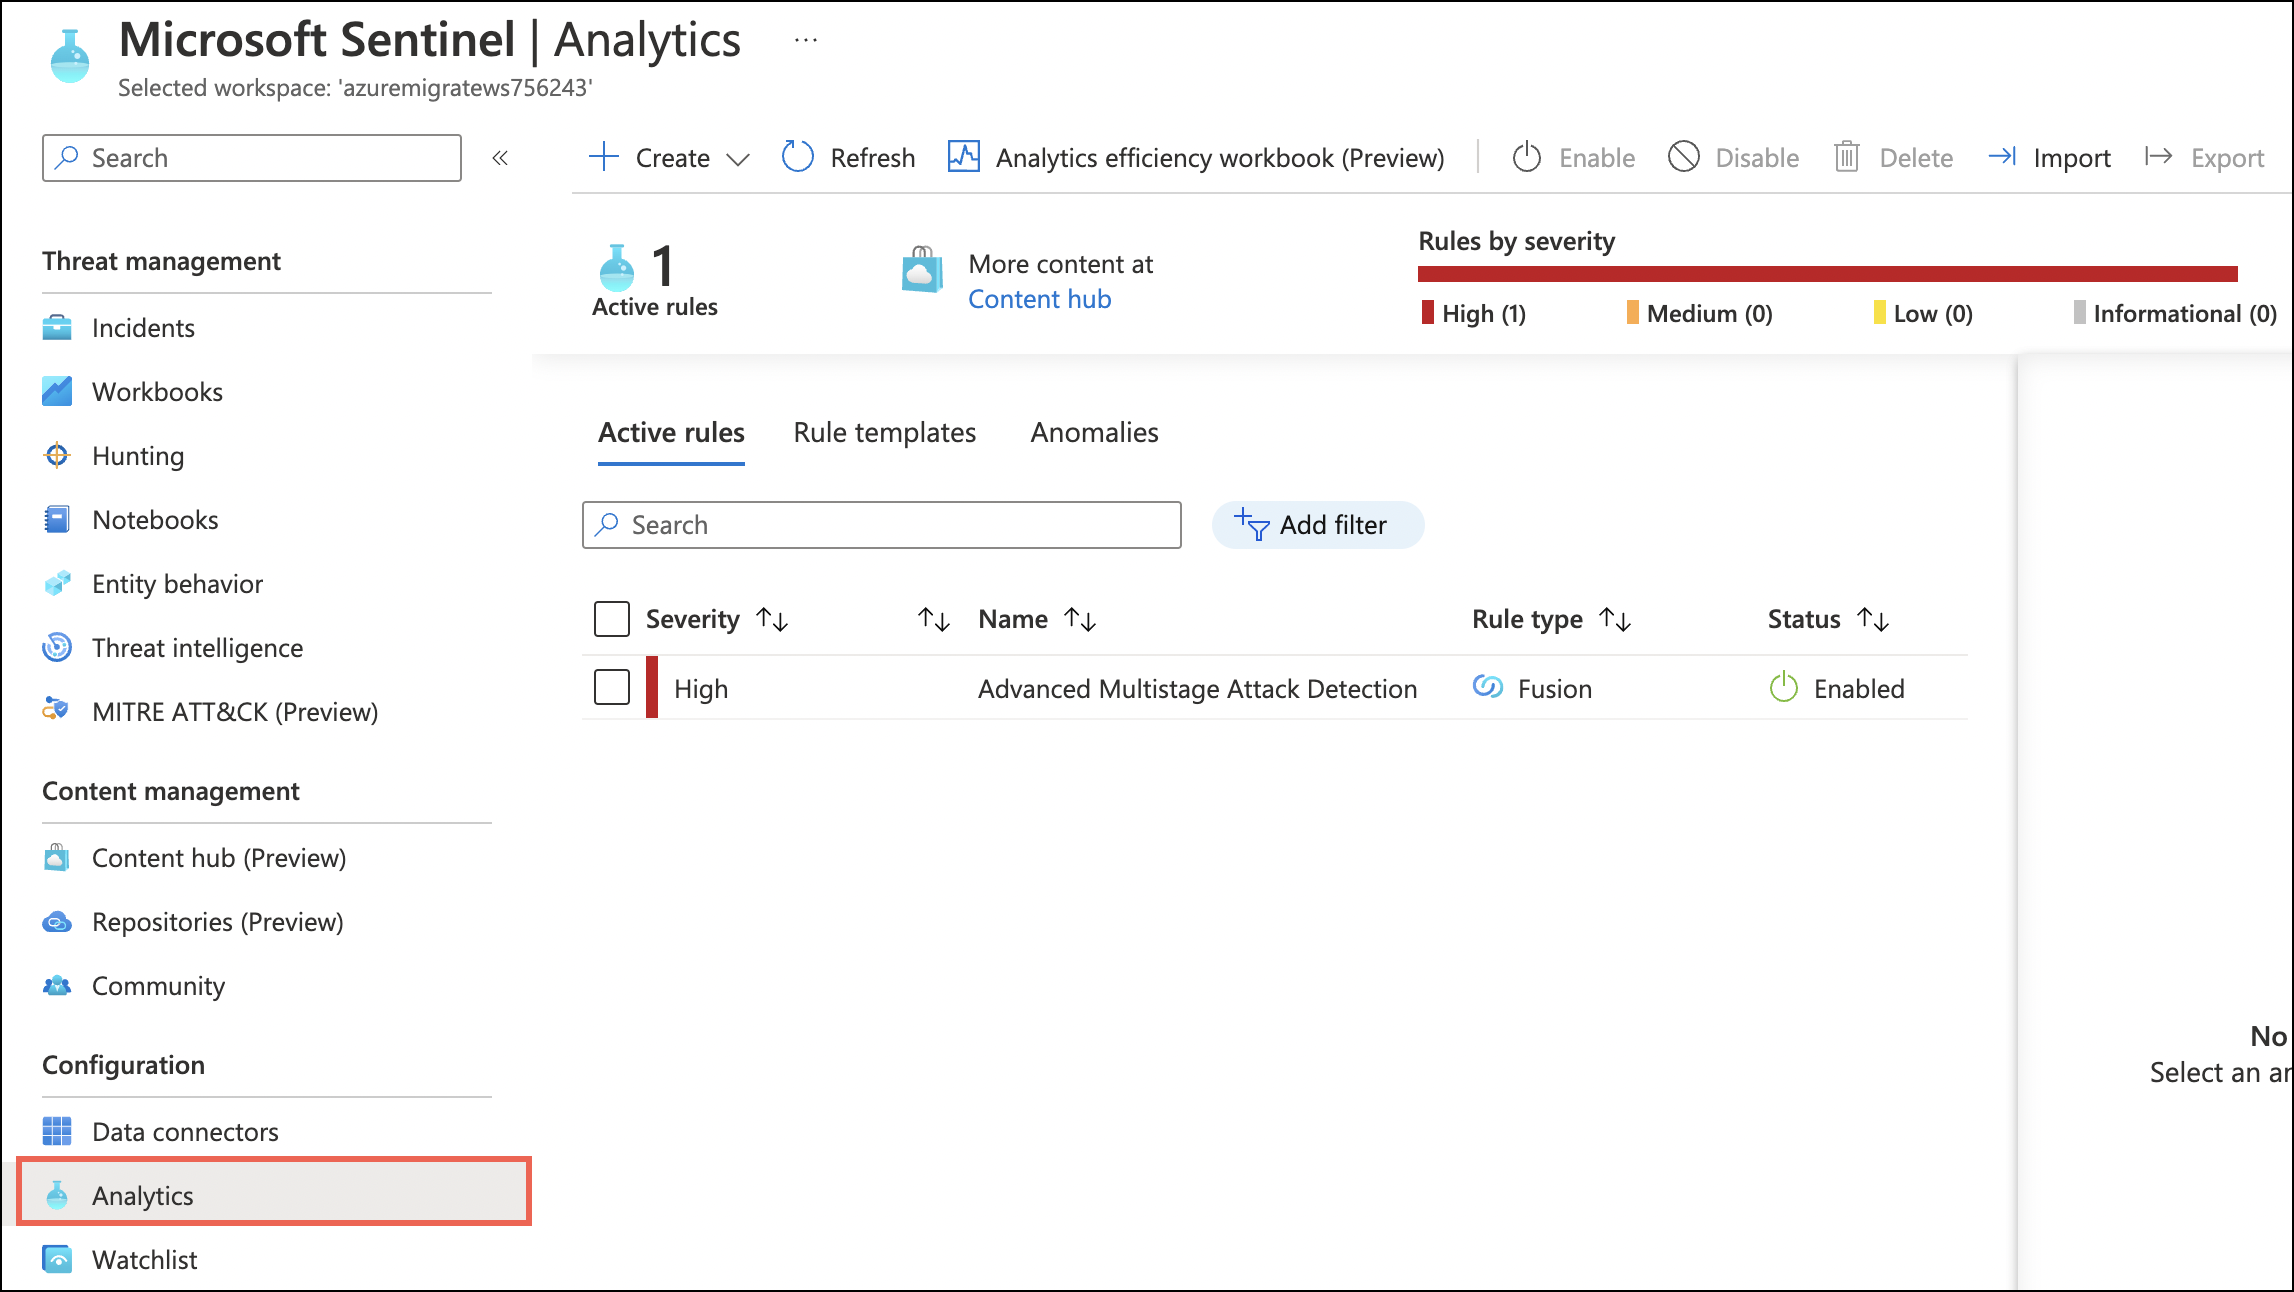 Microsoft Sentinel | Analytics ...
Selected workspace: 'azuremigratews756243'
Search «
Create Refresh Analytics efficiency workbook (Preview) Enable Disable Delete Import Export
Threat management
Incidents
Workbooks
Hunting
Notebooks
Entity behavior
Threat intelligence
MITRE ATT&CK (Preview)
Content management
Content hub (Preview)
Repositories (Preview)
Community
Configuration
Data connectors
Analytics
Watchlist
1
Active rules
More content at
Content hub
Rules by severity
High (1) Medium (0) Low (0) Informational (0)
Active rules Rule templates Anomalies
Search Add filter
Severity Name Rule type Status
High Advanced Multistage Attack Detection Fusion Enabled
No
Select an